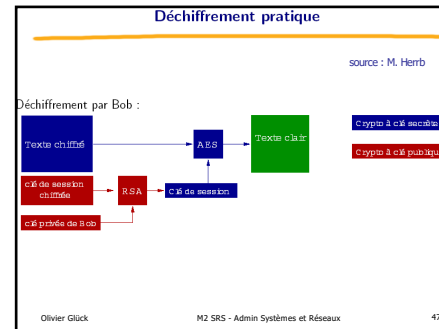 Déchiffrement pratique
source : M. Herrb
Déchiffrement par Bob :
Texte chiffré
AES
Texte clair
Crypto à clé secrète
Crypto à clé publiqu
clé de session
chiffrée
RSA
Clé de session
clé privée de Bob
Olivier Glück
M2 SRS - Admin Systèmes et Réseaux
47